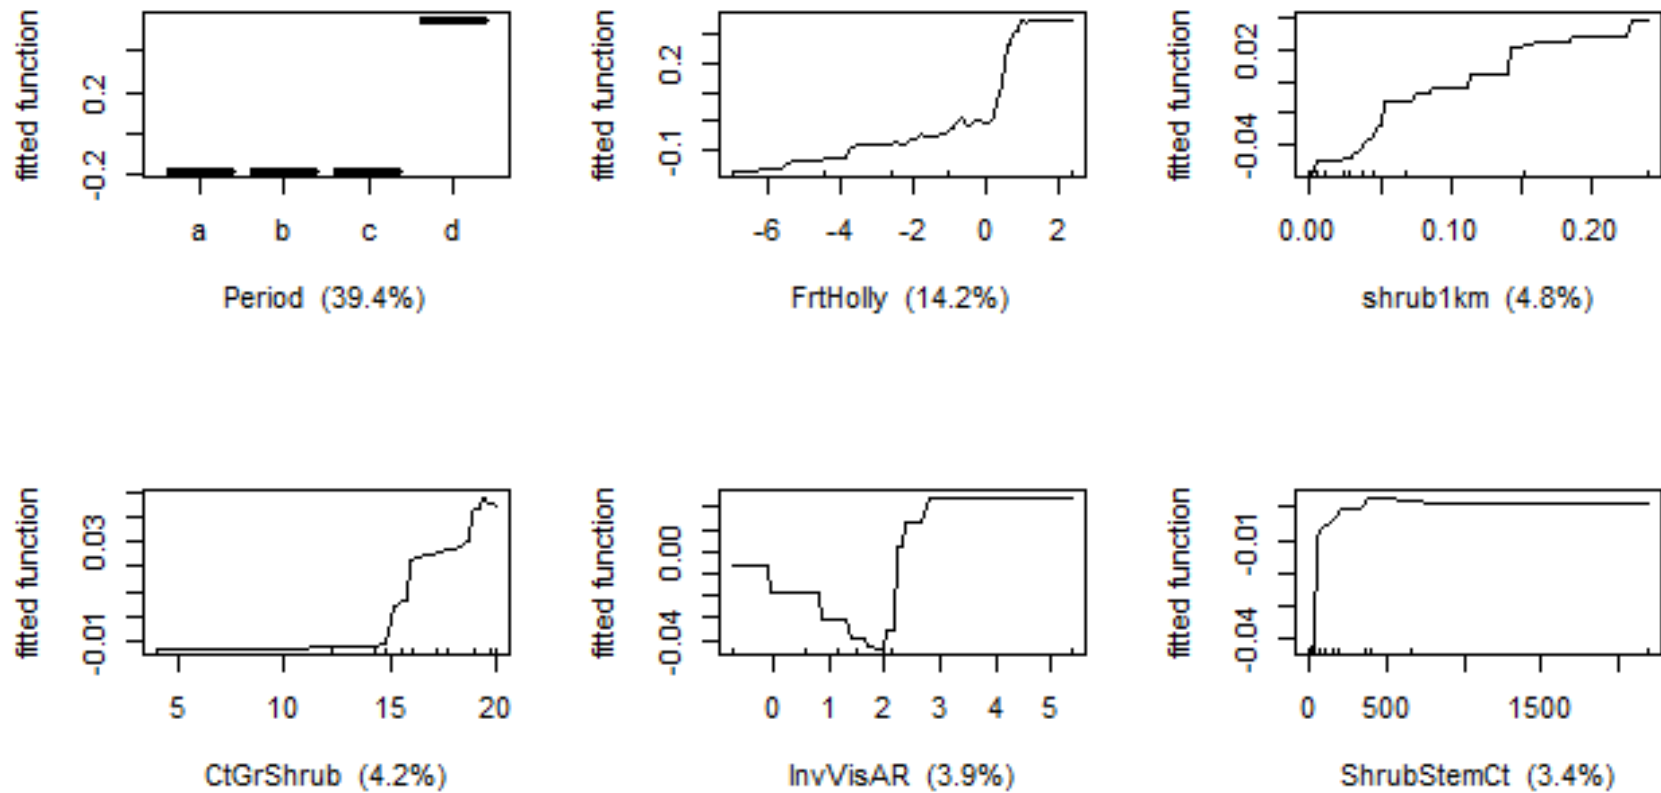 fitted function
0.2
-0.2
a b c d
Period (39.4%)
fitted function
0.2
-0.1
-6 -4 -2 0 2
FrtHolly (14.2%)
fitted function
0.02
-0.04
0.00 0.10 0.20
shrub1km (4.8%)
fitted function
0.03
-0.01
5 10 15 20
CtGrShrub (4.2%)
fitted function
0.00
-0.04
0 1 2 3 4 5
InvVisAR (3.9%)
fitted function
-0.01
-0.04
0 500 1500
ShrubStemCt (3.4%)